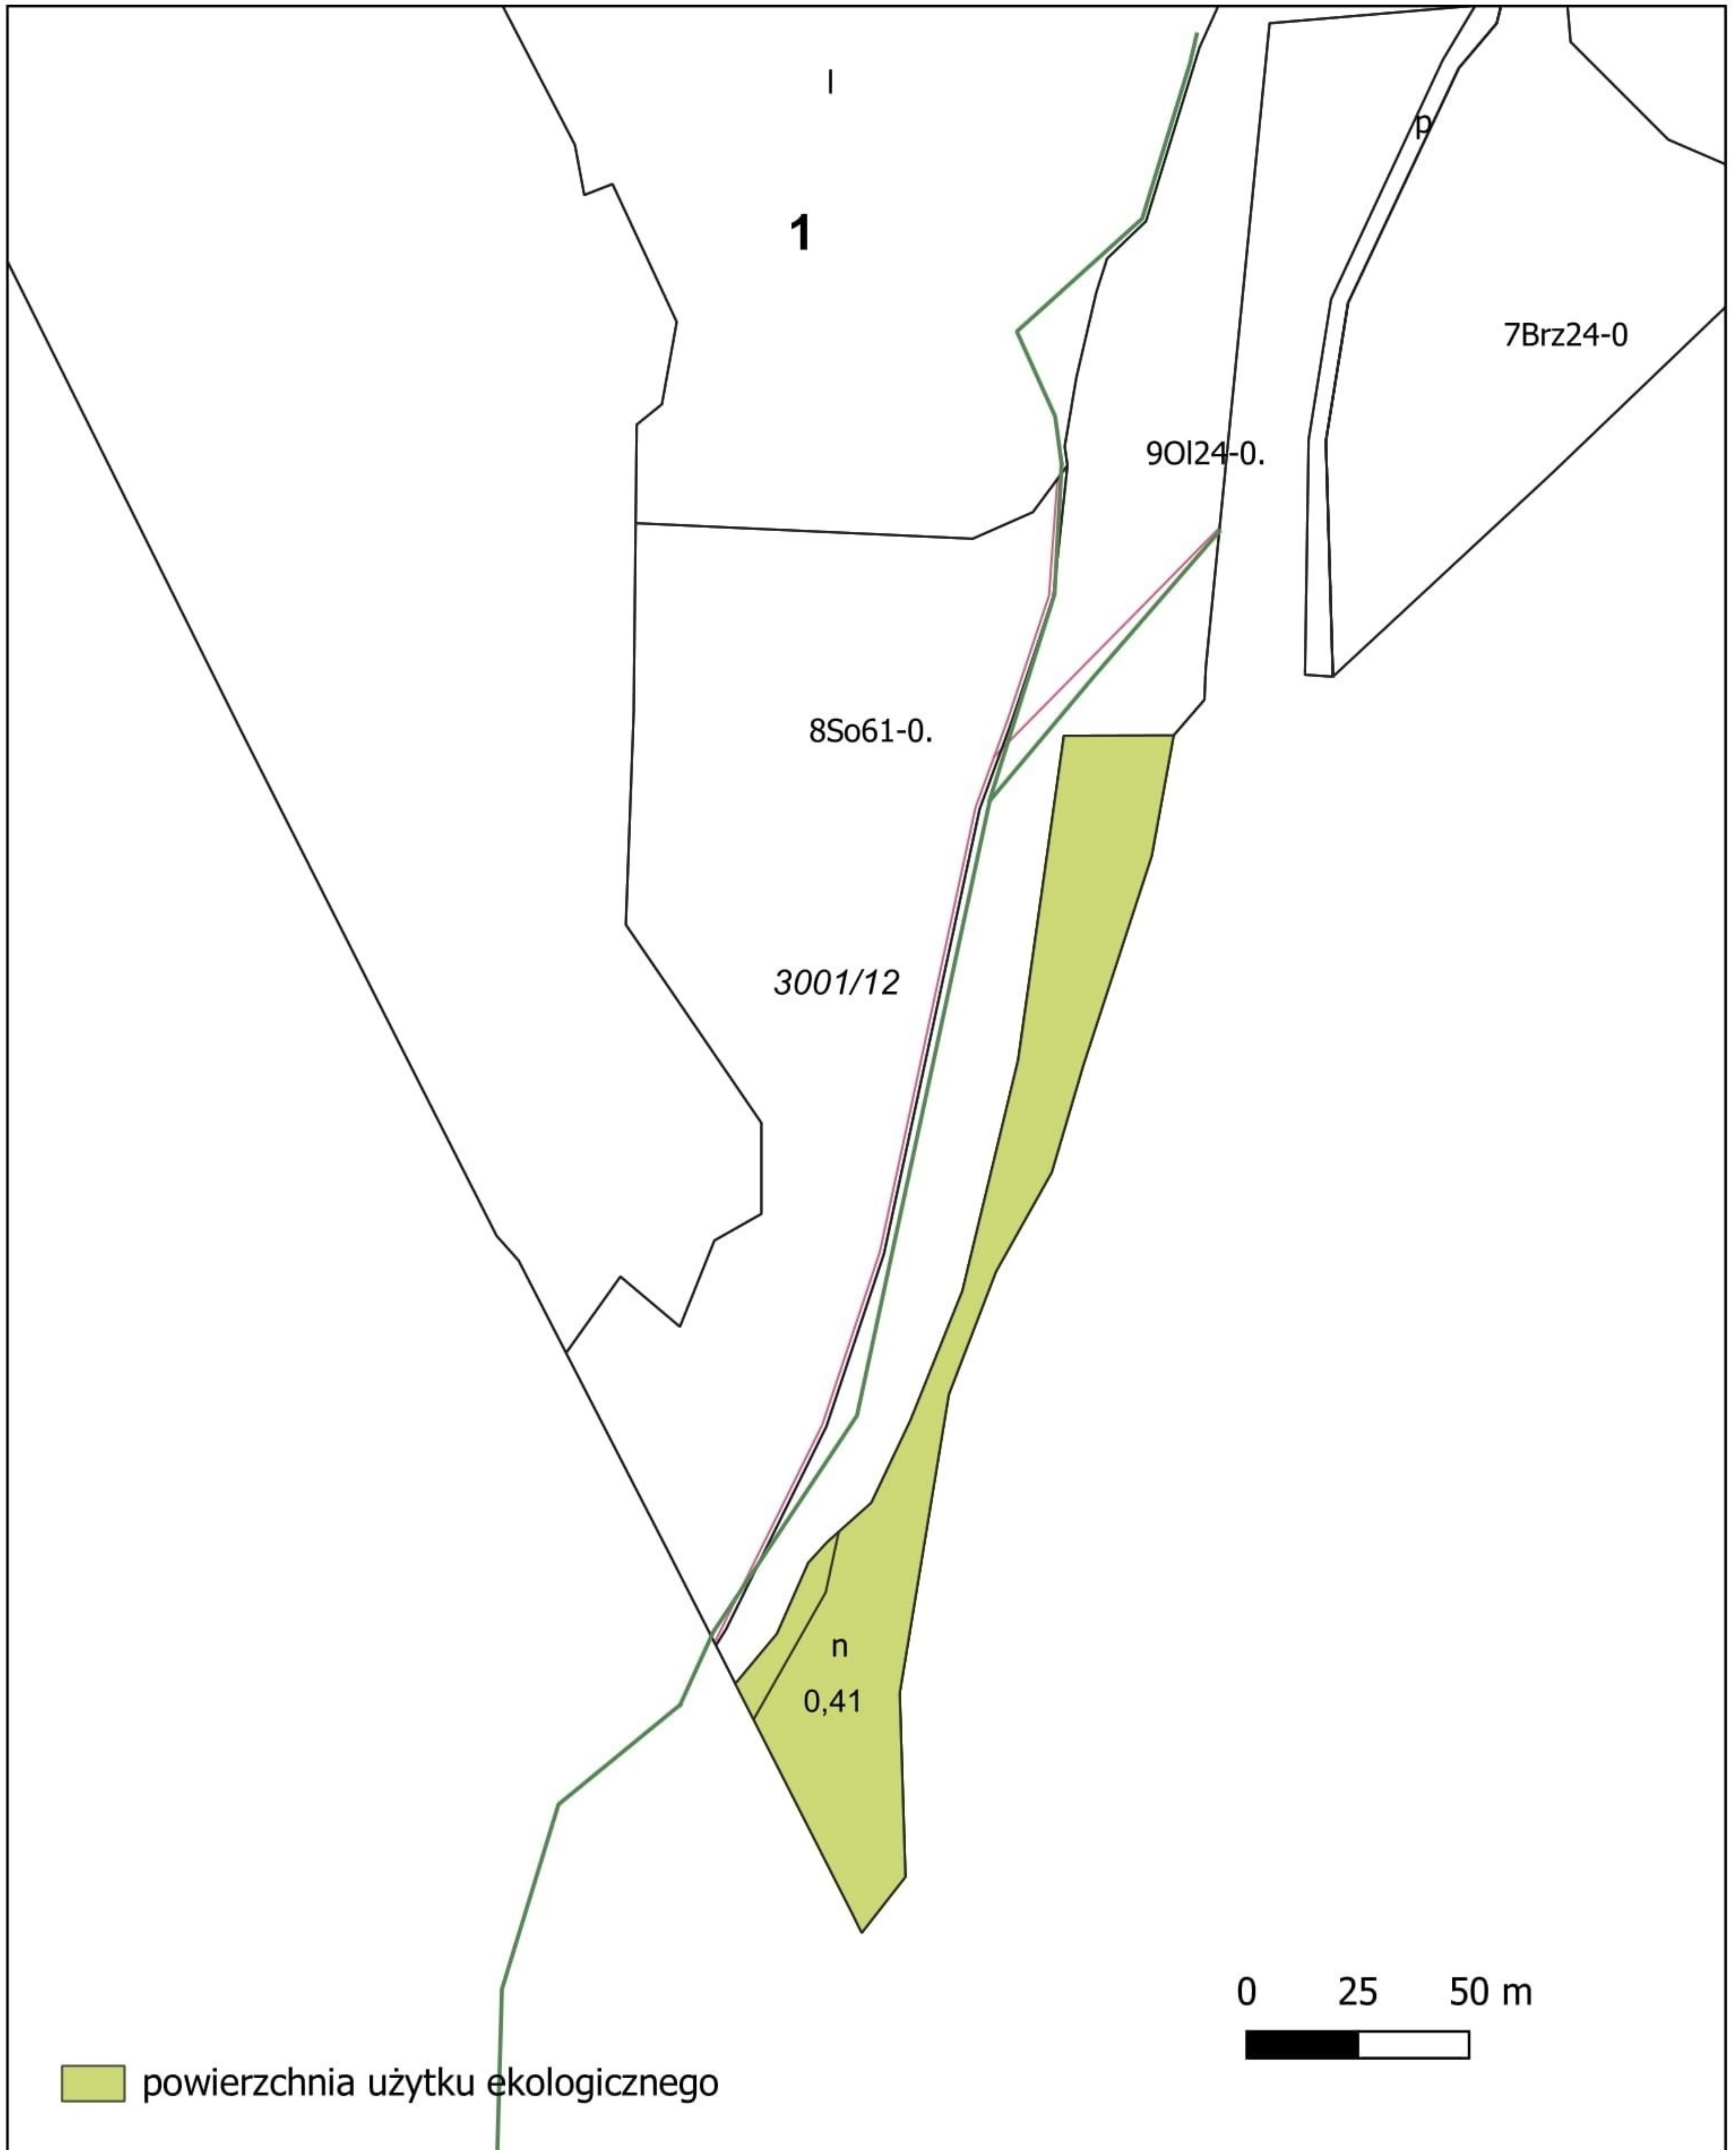 l
p
1
7Brz24-0
9Ol24-0.
8So61-0.
3001/12
n
0,41
0 25 50 m
powierzchnia użytku ekologicznego